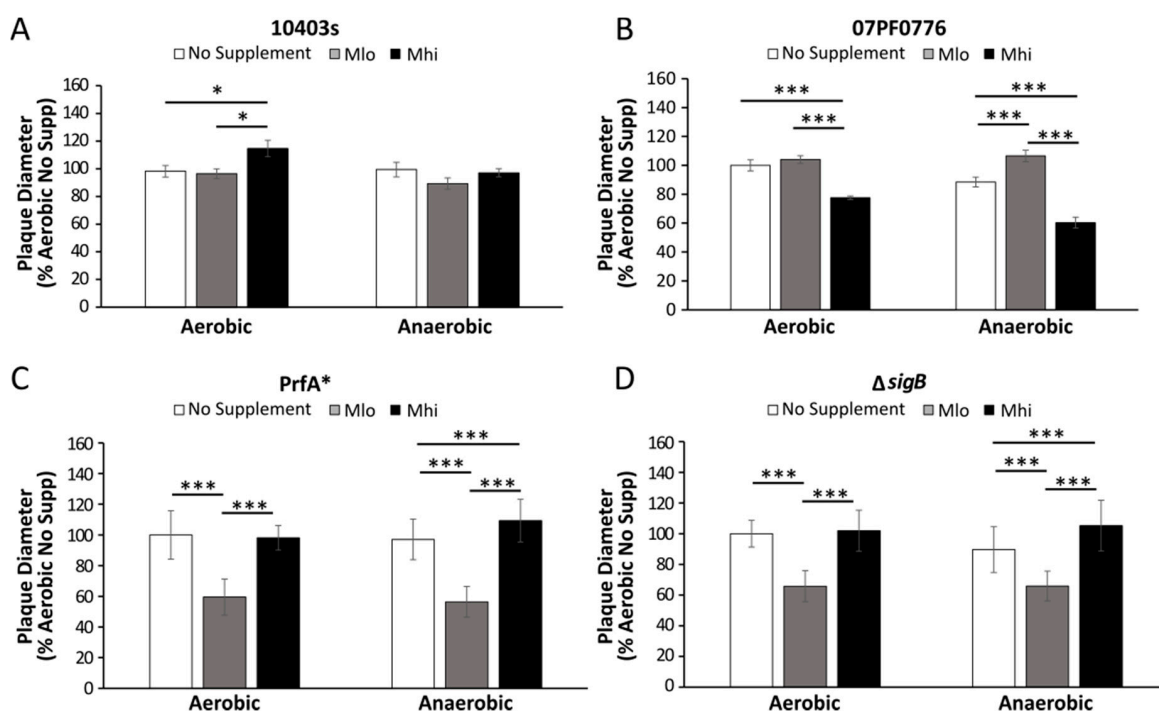 A
10403s
No Supplement Mlo Mhi
Plaque Diameter
(% Aerobic No Supp)
160
140
120
100
80
60
40
20
0
*
*
Aerobic Anaerobic
B
07PF0776
No Supplement Mlo Mhi
Plaque Diameter
(% Aerobic No Supp)
160
140
120
100
80
60
40
20
0
***
***
***
***
***
Aerobic Anaerobic
C
PrfA*
No Supplement Mlo Mhi
Plaque Diameter
(% Aerobic No Supp)
160
140
120
100
80
60
40
20
0
***
***
***
***
***
Aerobic Anaerobic
D
ΔsigB
No Supplement Mlo Mhi
Plaque Diameter
(% Aerobic No Supp)
160
140
120
100
80
60
40
20
0
***
***
***
***
***
Aerobic Anaerobic